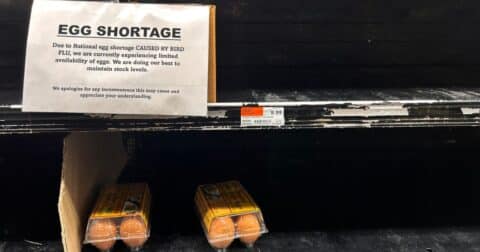 EGG SHORTAGE
Due to National egg shortage CAUSED BY BIRD
FLU, we are currently experiencing limited
availability of eggs. We are doing our best to
maintain stock levels.
We apologize for any inconvenience this may cause and
appreciate your understanding.